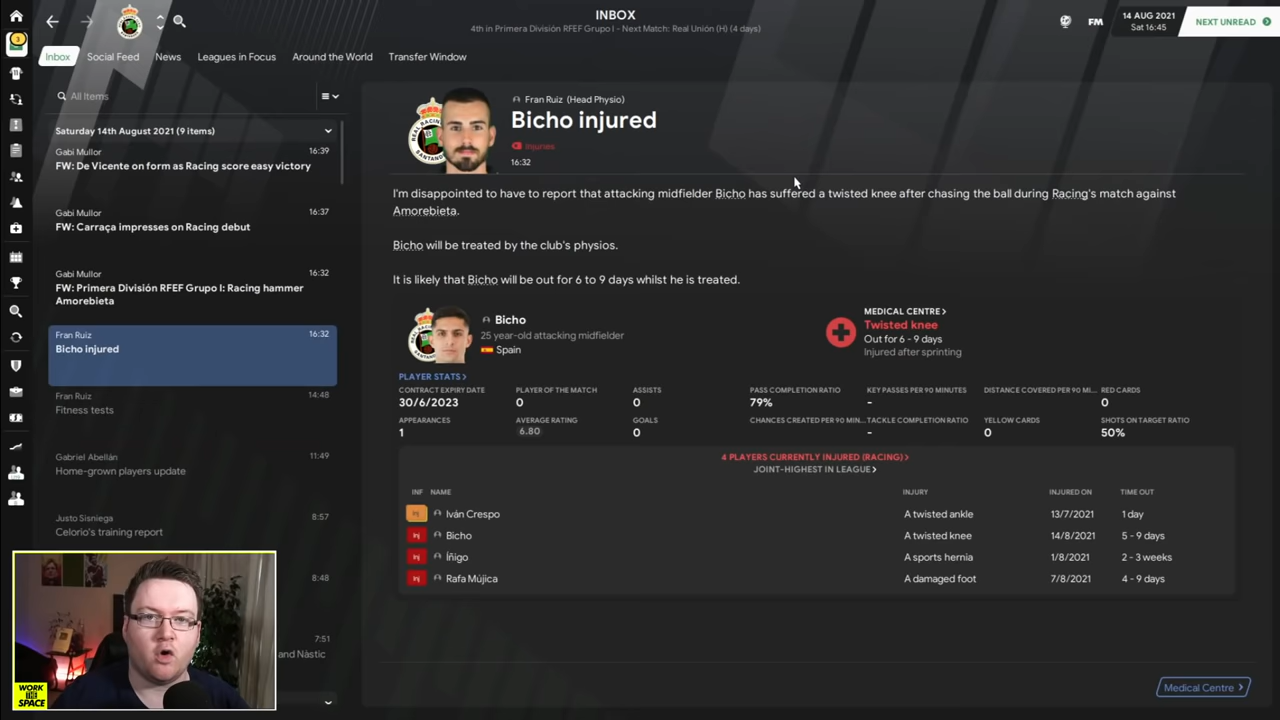 INBOX
4th in Primera División RFEF Grupo I - Next Match: Real Unión (H) (4 days)
3
FM
14 AUG 2021
Sat 16:45
NEXT UNREAD
Inbox
Social Feed
News
Leagues in Focus
Around the World
Transfer Window
All Items
Saturday 14th August 2021 (9 items)
Gabi Mullor
16:39
FW: De Vicente on form as Racing score easy victory
Gabi Mullor
16:37
FW: Carraça impresses on Racing debut
Gabi Mullor
16:32
FW: Primera División RFEF Grupo I: Racing hammer
Amorebieta
Fran Ruiz
16:32
Bicho injured
Fran Ruiz
14:48
Fitness tests
Gabriel Abellán
11:49
Home-grown players update
Justo Sisniega
8:57
Celorio's training report
8:48
7:51
and Nàstic
WORK
THE
SPACE
Fran Ruiz (Head Physio)
Bicho injured
Injuries
16:32
I'm disappointed to have to report that attacking midfielder Bicho has suffered a twisted knee after chasing the ball during Racing's match against
Amorebieta.
Bicho will be treated by the club's physios.
It is likely that Bicho will be out for 6 to 9 days whilst he is treated.
Bicho
25 year-old attacking midfielder
Spain
MEDICAL CENTRE >
Twisted knee
Out for 6 - 9 days
Injured after sprinting
PLAYER STATS >
CONTRACT EXPIRY DATE PLAYER OF THE MATCH ASSISTS PASS COMPLETION RATIO KEY PASSES PER 90 MINUTES DISTANCE COVERED PER 90 MI... RED CARDS
30/6/2023 0 0 79% - 0
APPEARANCES AVERAGE RATING GOALS CHANCES CREATED PER 90 MIN... TACKLE COMPLETION RATIO YELLOW CARDS SHOTS ON TARGET RATIO
1 6.80 0 - 0 50%
4 PLAYERS CURRENTLY INJURED (RACING) >
JOINT-HIGHEST IN LEAGUE >
INF NAME INJURY INJURED ON TIME OUT
Inj Iván Crespo A twisted ankle 13/7/2021 1 day
Inj Bicho A twisted knee 14/8/2021 5 - 9 days
Inj Íñigo A sports hernia 1/8/2021 2 - 3 weeks
Inj Rafa Mújica A damaged foot 7/8/2021 4 - 9 days
Medical Centre >